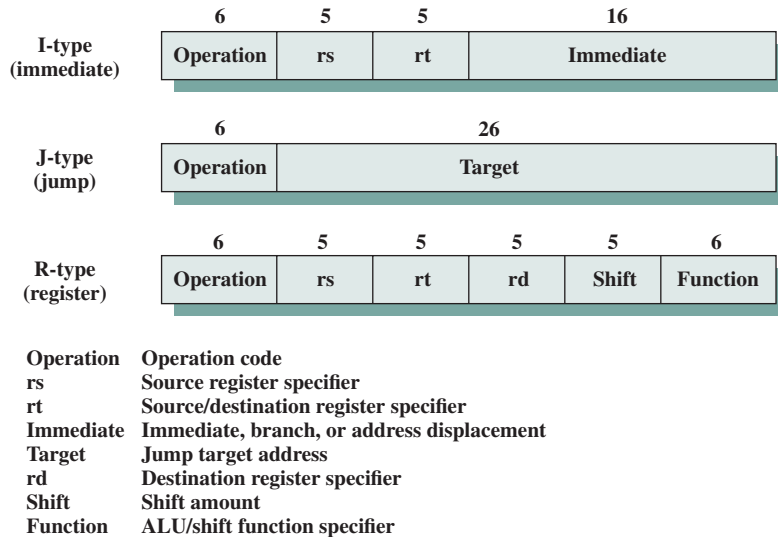 6 5 5 16
I-type
(immediate)
Operation rs rt Immediate
6 26
J-type
(jump)
Operation Target
6 5 5 5 5 6
R-type
(register)
Operation rs rt rd Shift Function
Operation Operation code
rs Source register specifier
rt Source/destination register specifier
Immediate Immediate, branch, or address displacement
Target Jump target address
rd Destination register specifier
Shift Shift amount
Function ALU/shift function specifier